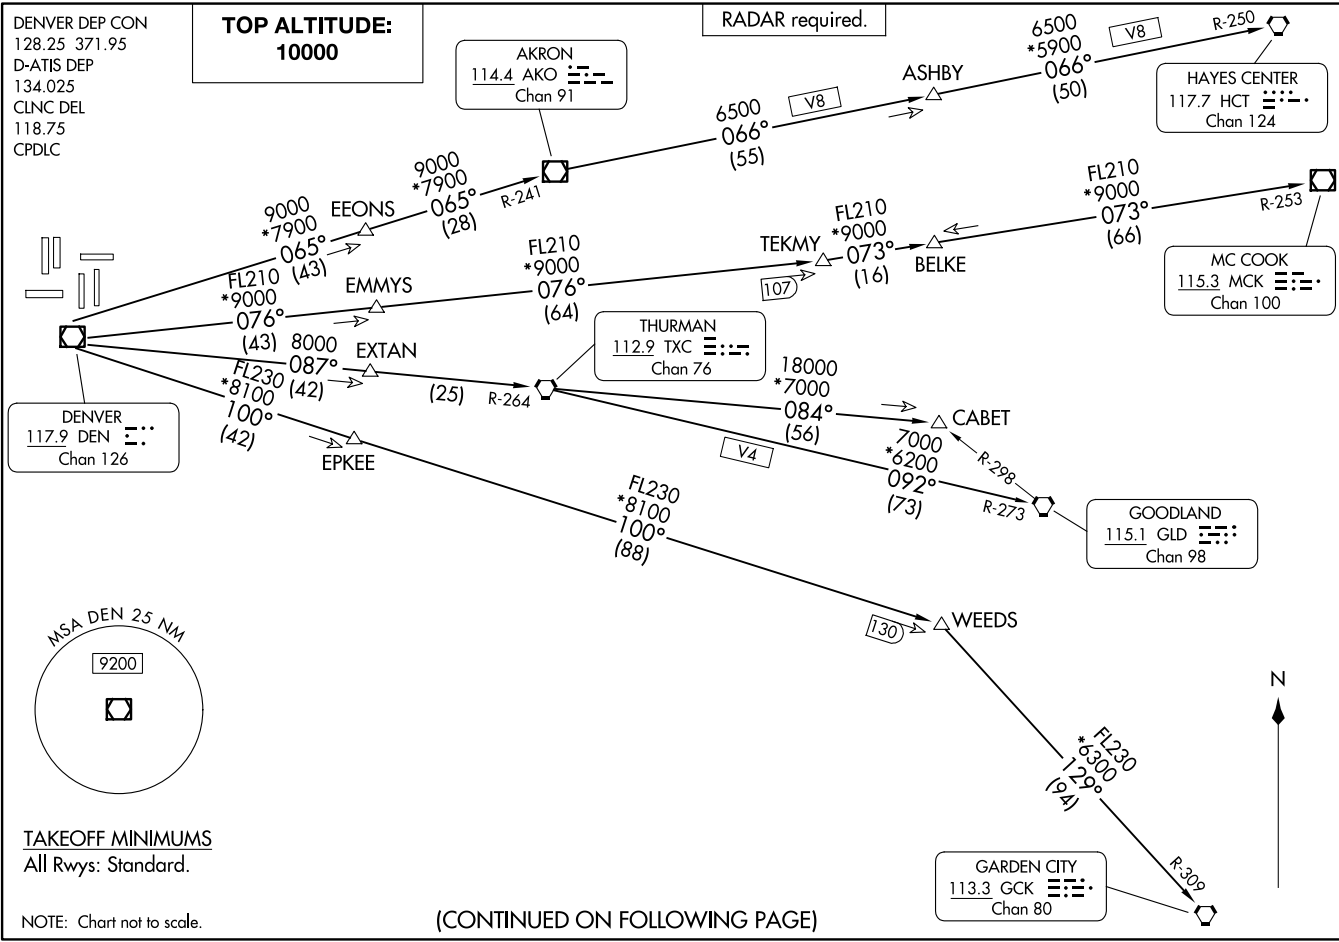 DENVER DEP CON
128.25 371.95
D-ATIS DEP
134.025
CLNC DEL
118.75
CPDLC
TOP ALTITUDE:
10000
RADAR required.
AKRON
114.4 AKO
Chan 91
6500
*5900
066°
(50)
V8
R-250
HAYES CENTER
117.7 HCT
Chan 124
ASHBY
6500
066°
(55)
V8
9000
*7900
065°
(28)
R-241
EEONS
9000
*7900
065°
(43)
FL210
*9000
073°
(66)
R-253
MC COOK
115.3 MCK
Chan 100
BELKE
FL210
*9000
073°
(16)
TEKMY
107
FL210
*9000
076°
(64)
EMMYS
FL210
*9000
076°
(43)
THURMAN
112.9 TXC
Chan 76
8000
087°
(42)
EXTAN
(25)
R-264
18000
*7000
084°
(56)
CABET
DENVER
117.9 DEN
Chan 126
FL230
*8100
100°
(42)
EPKEE
V4
7000
*6200
092°
(73)
R-298
R-273
GOODLAND
115.1 GLD
Chan 98
FL230
*8100
100°
(88)
130
WEEDS
MSA DEN 25 NM
9200
N
FL230
*6300
129°
(94)
R-309
GARDEN CITY
113.3 GCK
Chan 80
TAKEOFF MINIMUMS
All Rwys: Standard.
NOTE: Chart not to scale.
(CONTINUED ON FOLLOWING PAGE)